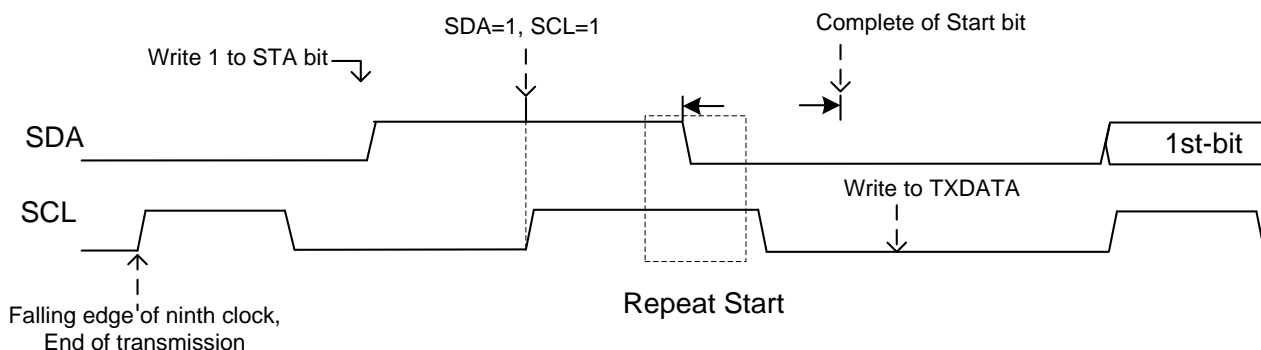 SDA=1, SCL=1
Complete of Start bit
Write 1 to STA bit
SDA
1st-bit
Write to TXDATA
SCL
Repeat Start
Falling edge of ninth clock,
End of transmission